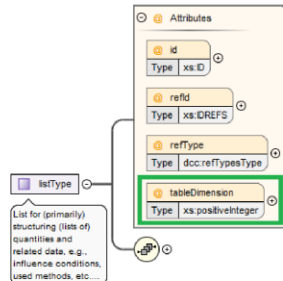 Attributes
id
Type xs:ID
refId
Type xs:IDREFS
refType
Type dcc:refTypesType
tableDimension
Type xs:positiveInteger
listType
List for (primarily)
structuring (lists of)
quantities and
related data, e.g.,
influence conditions,
used methods, etc....